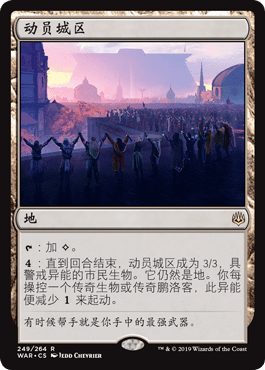 动员城区
地
：加 。
4：直到回合结束，动员城区成为 3/3，具
警戒异能的市民生物。它仍然是地。你每
操控一个传奇生物或传奇鹏洛客，此异能
便减少 1 来起动。
有时候帮手就是你手中的最强武器。
249/264 R
WAR • CS JEDD CHEVRIER
™ & © 2019 Wizards of the Coast